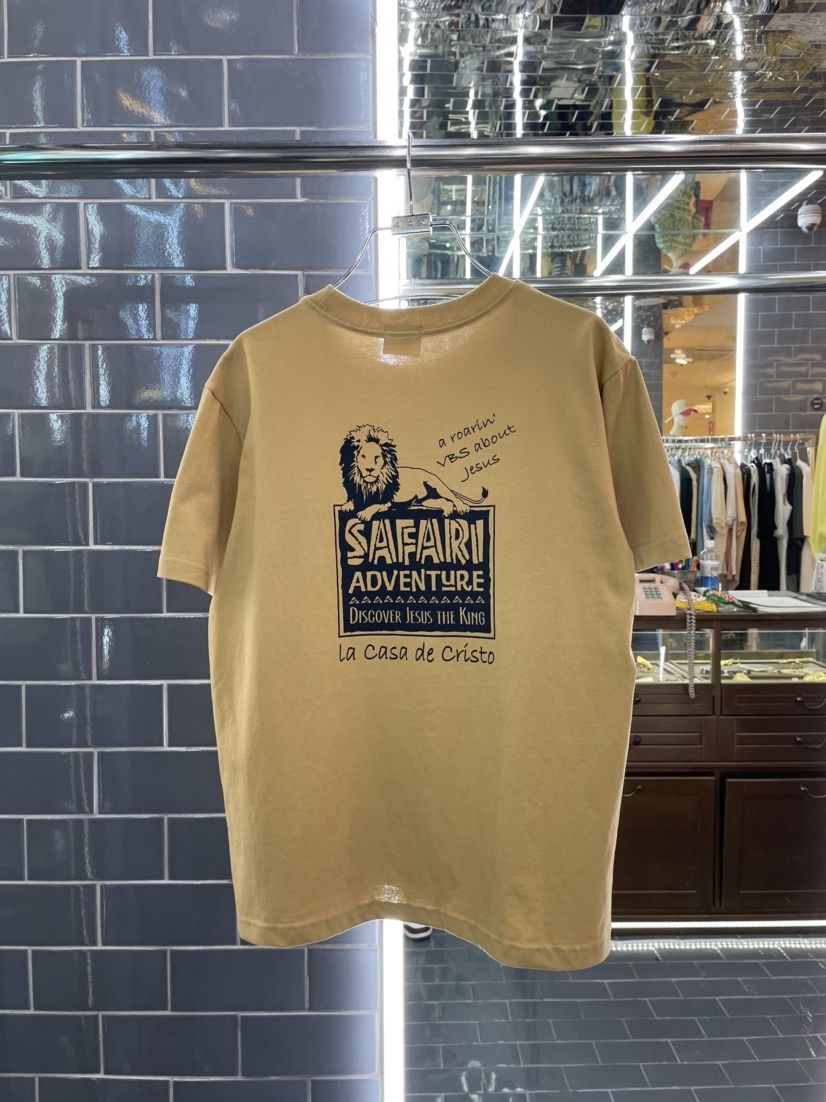 a roarin'
VBS about
Jesus
SAFARI
ADVENTURE
DISCOVER JESUS THE KING
la Casa de Cristo